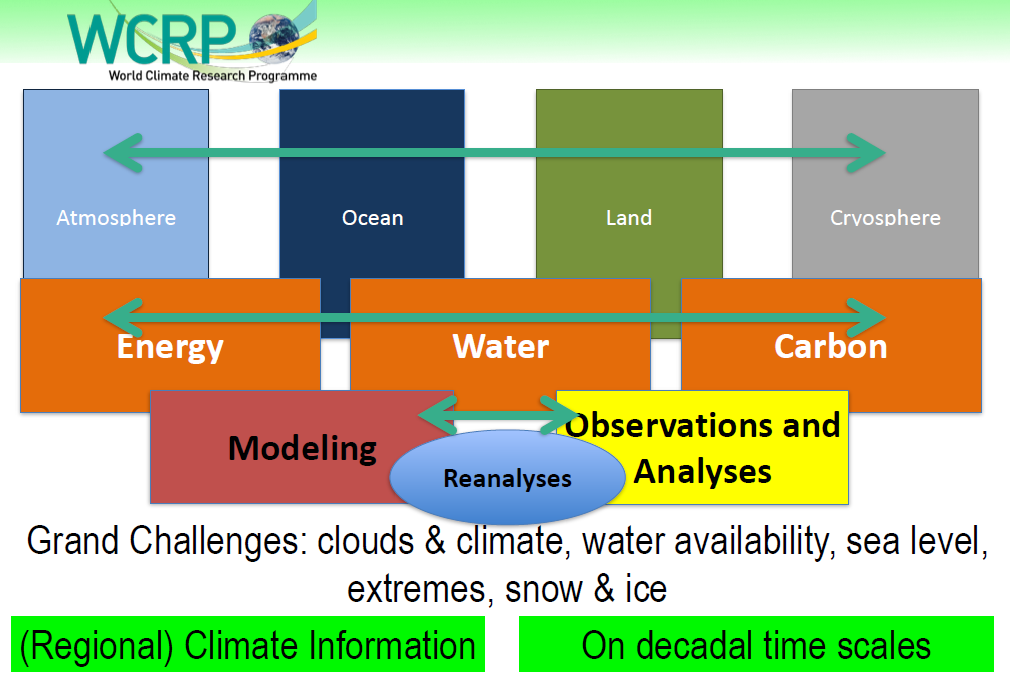 WCRP
World Climate Research Programme
Atmosphere
Ocean
Land
Cryosphere
Energy
Water
Carbon
Modeling
Observations and
Analyses
Reanalyses
Grand Challenges: clouds & climate, water availability, sea level,
extremes, snow & ice
(Regional) Climate Information
On decadal time scales